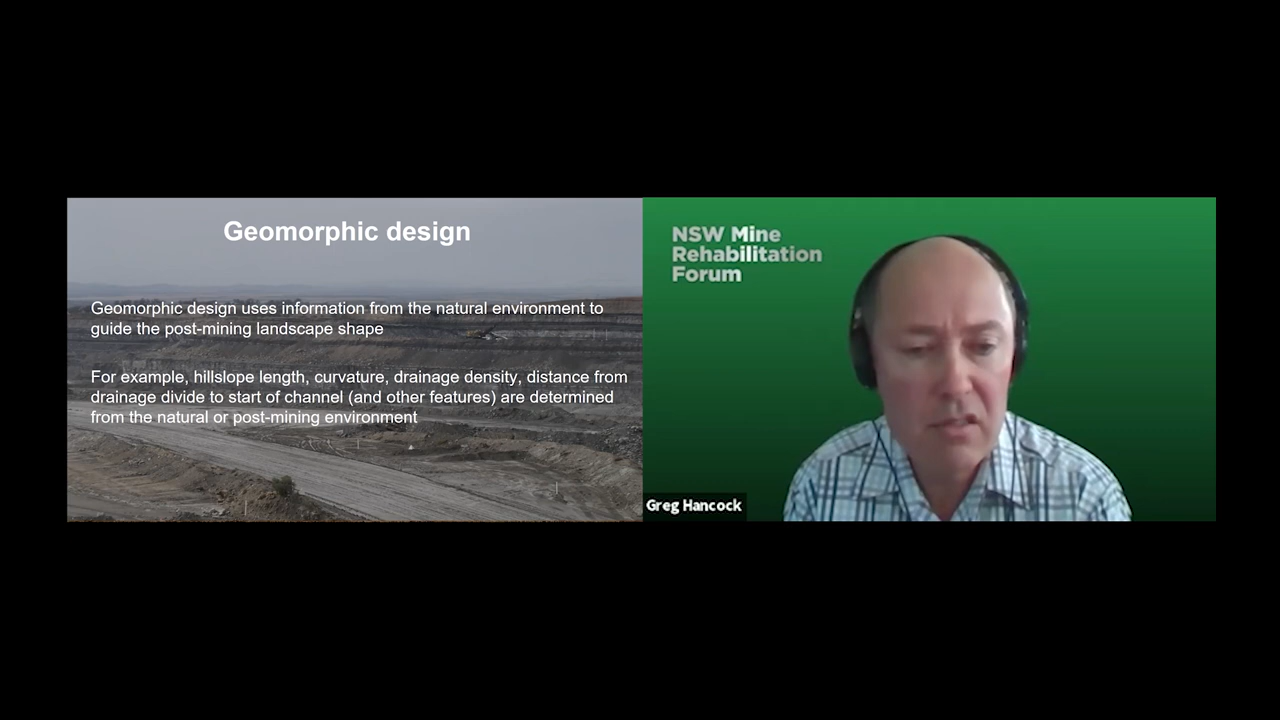 Geomorphic design
Geomorphic design uses information from the natural environment to
guide the post-mining landscape shape
For example, hillslope length, curvature, drainage density, distance from
drainage divide to start of channel (and other features) are determined
from the natural or post-mining environment
NSW Mine
Rehabilitation
Forum
Greg Hancock